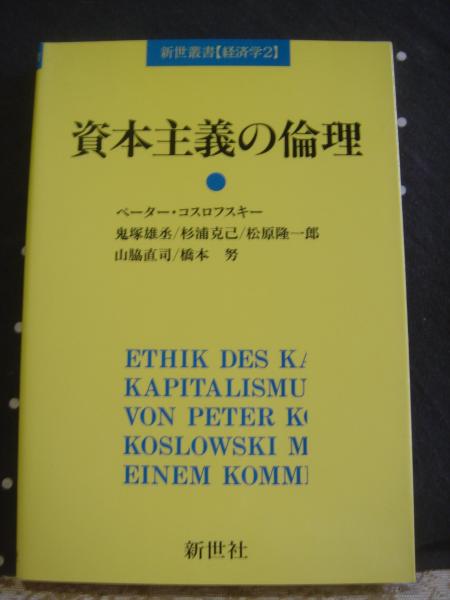 新世叢書【経済学2】
資本主義の倫理
ペーター・コスロフスキー
鬼塚雄丞/杉浦克己/松原隆一郎
山脇直司/橋本 努
ETHIK DES KA
KAPITALISMU
VON PETER KO
KOSLOWSKI M
EINEM KOMME
新世社